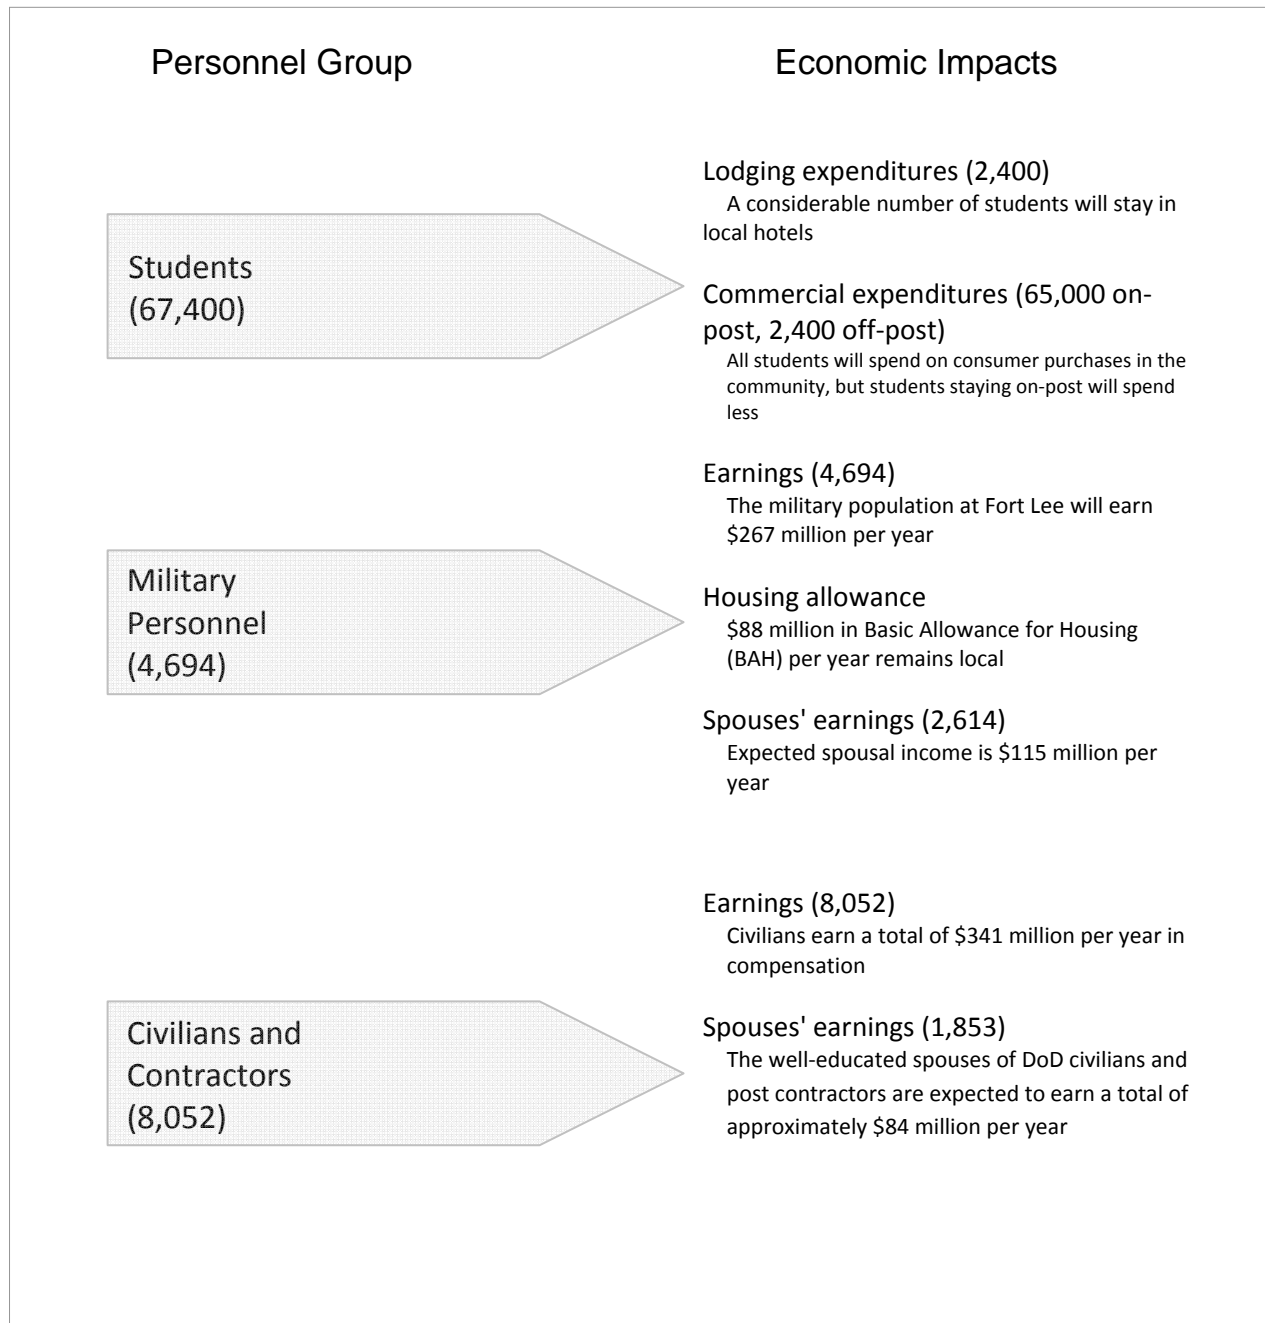 Personnel Group
Economic Impacts
Students
(67,400)
Lodging expenditures (2,400)
A considerable number of students will stay in
local hotels
Commercial expenditures (65,000 on-
post, 2,400 off-post)
All students will spend on consumer purchases in the
community, but students staying on-post will spend
less
Military
Personnel
(4,694)
Earnings (4,694)
The military population at Fort Lee will earn
$267 million per year
Housing allowance
$88 million in Basic Allowance for Housing
(BAH) per year remains local
Spouses' earnings (2,614)
Expected spousal income is $115 million per
year
Civilians and
Contractors
(8,052)
Earnings (8,052)
Civilians earn a total of $341 million per year in
compensation
Spouses' earnings (1,853)
The well-educated spouses of DoD civilians and
post contractors are expected to earn a total of
approximately $84 million per year